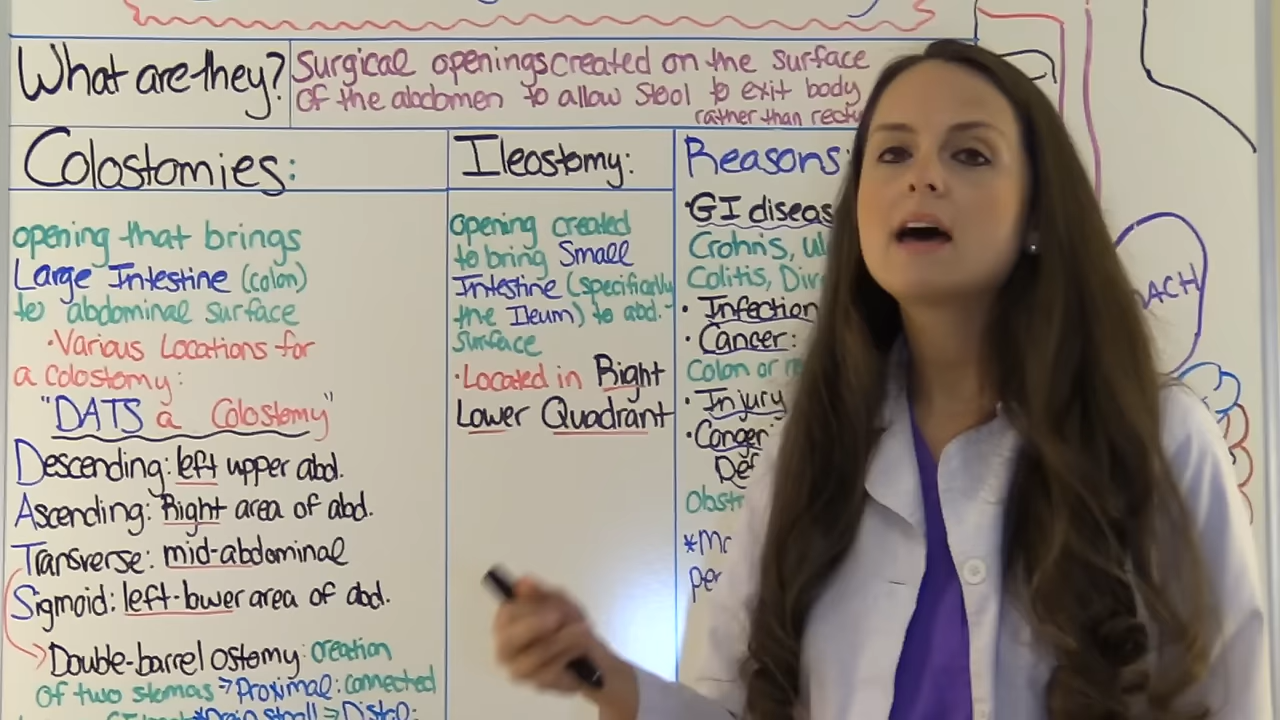 What are they?
Surgical openings created on the surface
of the abdomen to allow stool to exit body
rather than
Colostomies:
opening that brings
Large Intestine (colon)
to abdominal surface
·Various Locations for
a colostomy:
"DATS a Colostomy"
Descending: left upper abd.
Ascending: Right area of abd.
Transverse: mid-abdominal
Sigmoid: left-lower area of abd.
Double-barrel ostomy: creation
of two stomas → Proximal: connected
Distal:
Ileostomy:
opening created
to bring Small
Intestine (specifically
the Ileum) to abd.-
surface
·Located in Right
Lower Quadrant
Reasons:
·GI
Crohn's,
Colitis,
·Infection
·Cancer:
Colon or
·Injury
ACH